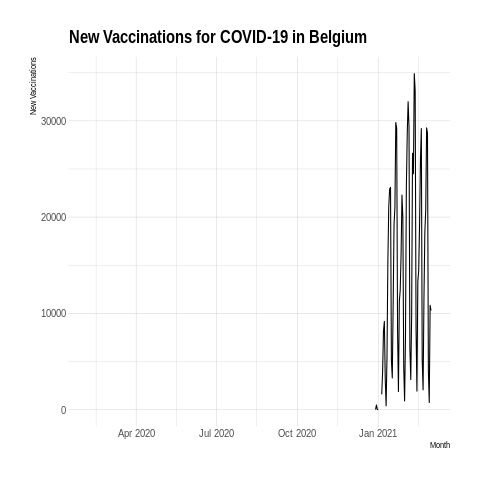 New Vaccinations for COVID-19 in Belgium
New Vaccinations
30000
20000
10000
0
Apr 2020 Jul 2020 Oct 2020 Jan 2021
Month